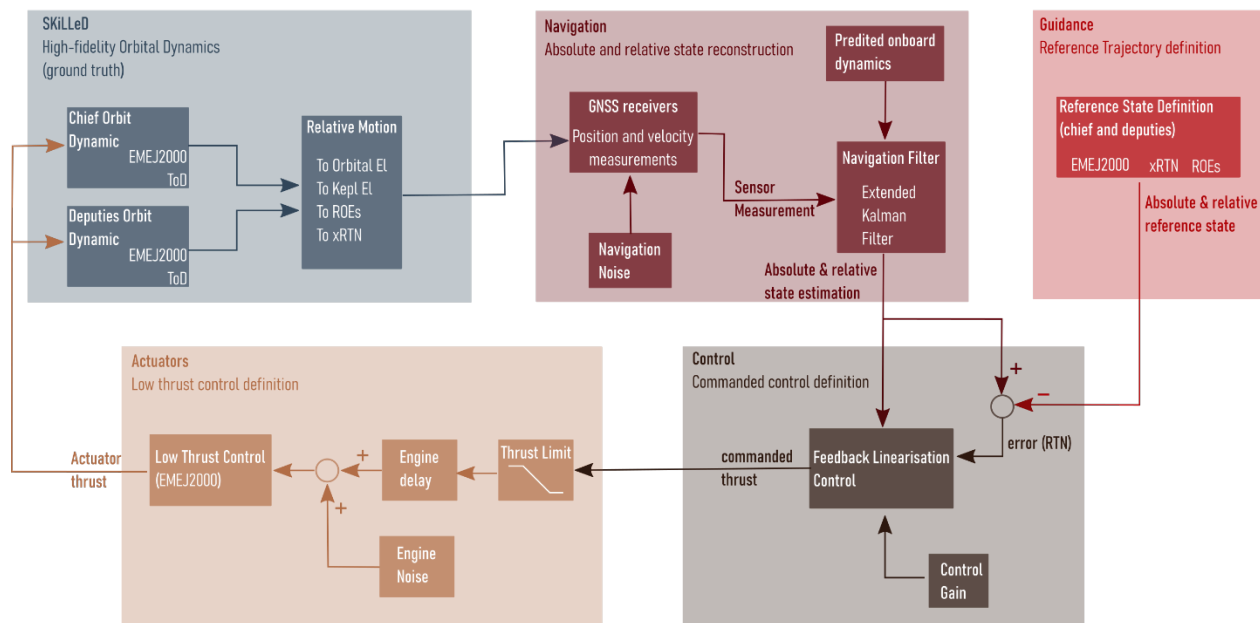 SKiLLeD
High-fidelity Orbital Dynamics
(ground truth)
Chief Orbit
Dynamic
EMEJ2000
ToD
Deputies Orbit
Dynamic
EMEJ2000
ToD
Relative Motion
To Orbital El
To Kepl El
To ROEs
To xRTN
Navigation
Absolute and relative state reconstruction
Predited onboard
dynamics
GNSS receivers
Position and velocity
measurements
Navigation
Noise
Sensor
Measurement
Navigation Filter
Extended
Kalman
Filter
Absolute & relative
state estimation
Guidance
Reference Trajectory definition
Reference State Definition
(chief and deputies)
EMEJ2000 xRTN ROEs
Absolute & relative
reference state
Actuators
Low thrust control definition
Low Thrust Control
(EMEJ2000)
+
+
Engine
delay
Thrust Limit
Engine
Noise
Actuator
thrust
Control
Commanded control definition
+
−
error (RTN)
Feedback Linearisation
Control
commanded
thrust
Control
Gain